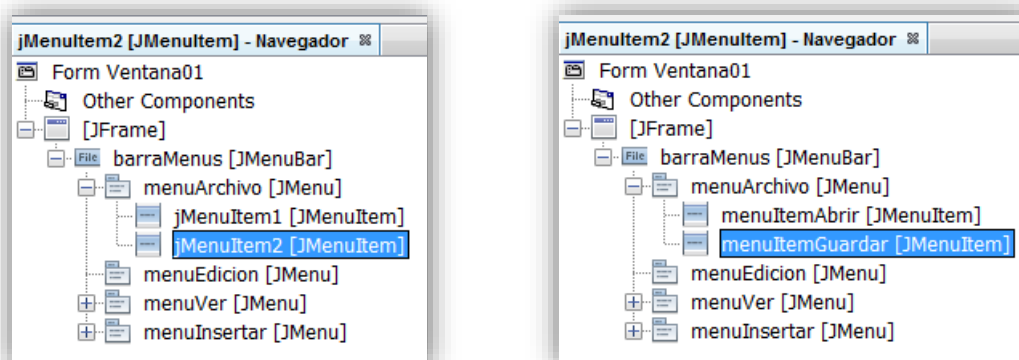 jMenuItem2 [JMenuItem] - Navegador
Form Ventana01
Other Components
[JFrame]
File barraMenus [JMenuBar]
menuArchivo [JMenu]
jMenuItem1 [JMenuItem]
jMenuItem2 [JMenuItem]
menuEdicion [JMenu]
menuVer [JMenu]
menuInsertar [JMenu]
jMenuItem2 [JMenuItem] - Navegador
Form Ventana01
Other Components
[JFrame]
File barraMenus [JMenuBar]
menuArchivo [JMenu]
menuItemAbrir [JMenuItem]
menuItemGuardar [JMenuItem]
menuEdicion [JMenu]
menuVer [JMenu]
menuInsertar [JMenu]